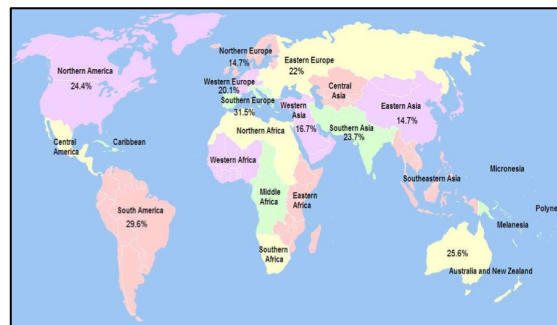 Northern Europe
14.7%
Eastern Europe
22%
Northern America
24.4%
Western Europe
20.1%
Southern Europe
31.5%
Central
Asia
Eastern Asia
14.7%
Western
Asia
16.7%
Southern Asia
23.7%
Northern Africa
Central
America
Caribbean
Western Africa
Southeastern Asia
Micronesia
Middle
Africa
Eastern
Africa
South America
29.6%
Polyne
Melanesia
Southern
Africa
25.6%
Australia and New Zealand